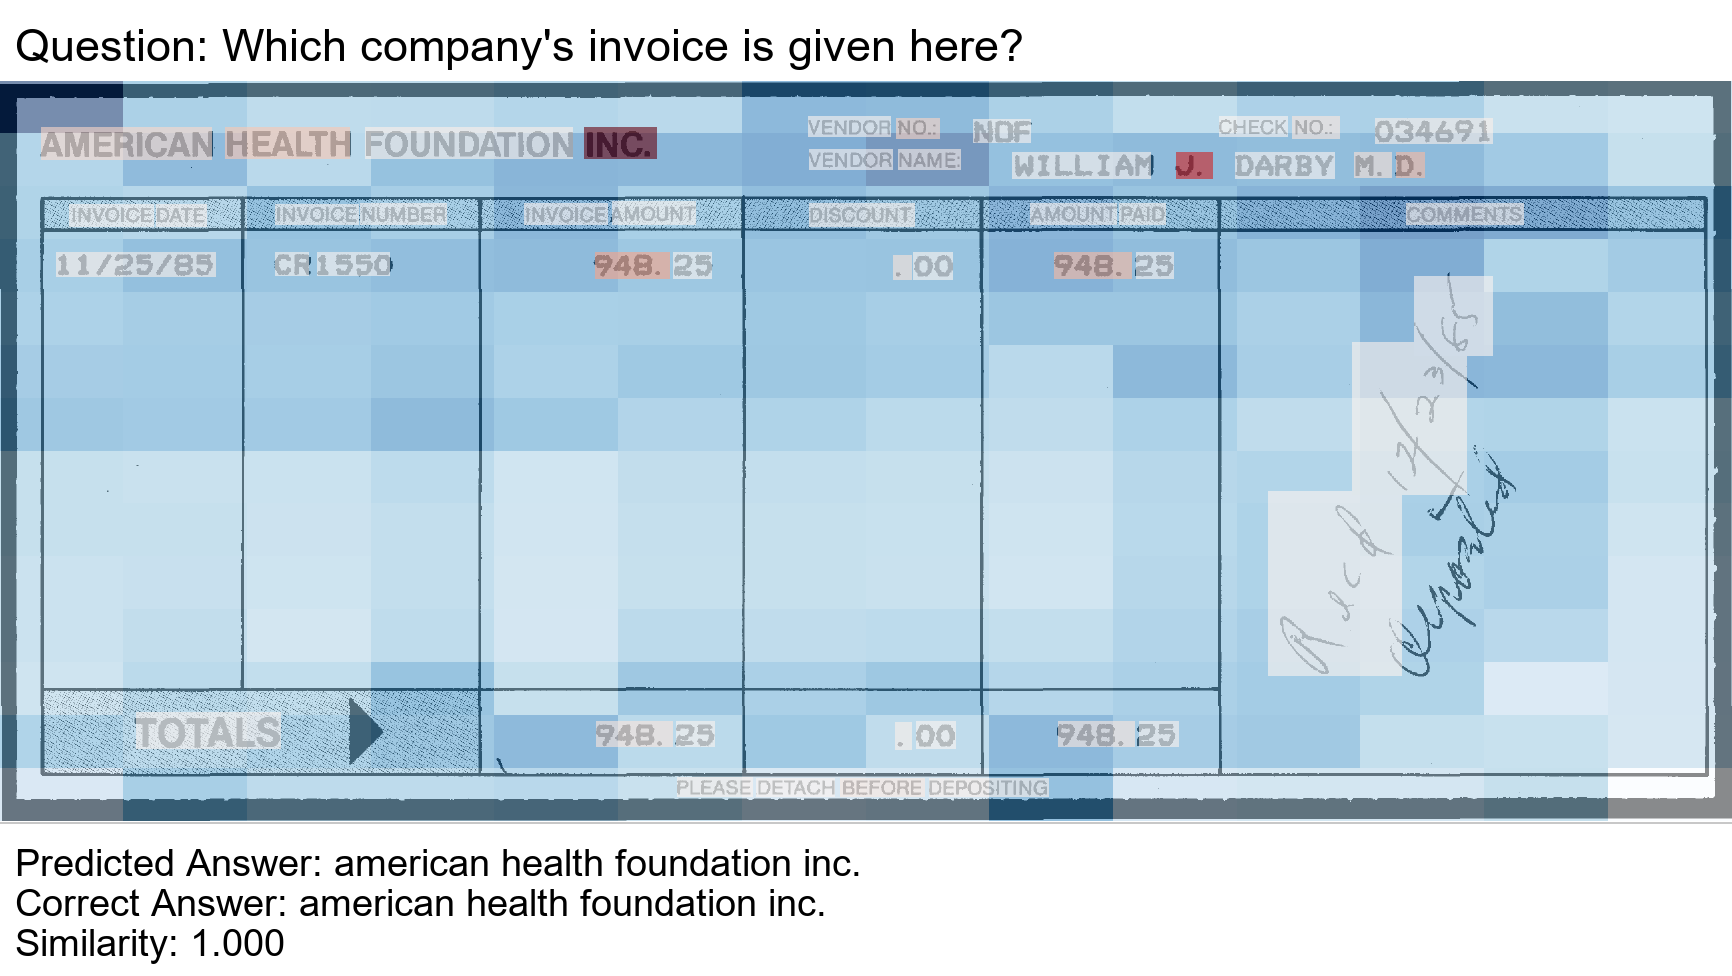 Question: Which company's invoice is given here?
AMERICAN HEALTH FOUNDATION INC.
VENDOR NO.: NOF
CHECK NO.: 034691
VENDOR NAME: WILLIAM J. DARBY M. D.
INVOICE DATE INVOICE NUMBER INVOICE AMOUNT DISCOUNT AMOUNT PAID COMMENTS
11/25/85 CR1550 948.25 .00 948.25
Recd 12/23/85
deposited
TOTALS 948.25 .00 948.25
PLEASE DETACH BEFORE DEPOSITING
Predicted Answer: american health foundation inc.
Correct Answer: american health foundation inc.
Similarity: 1.000